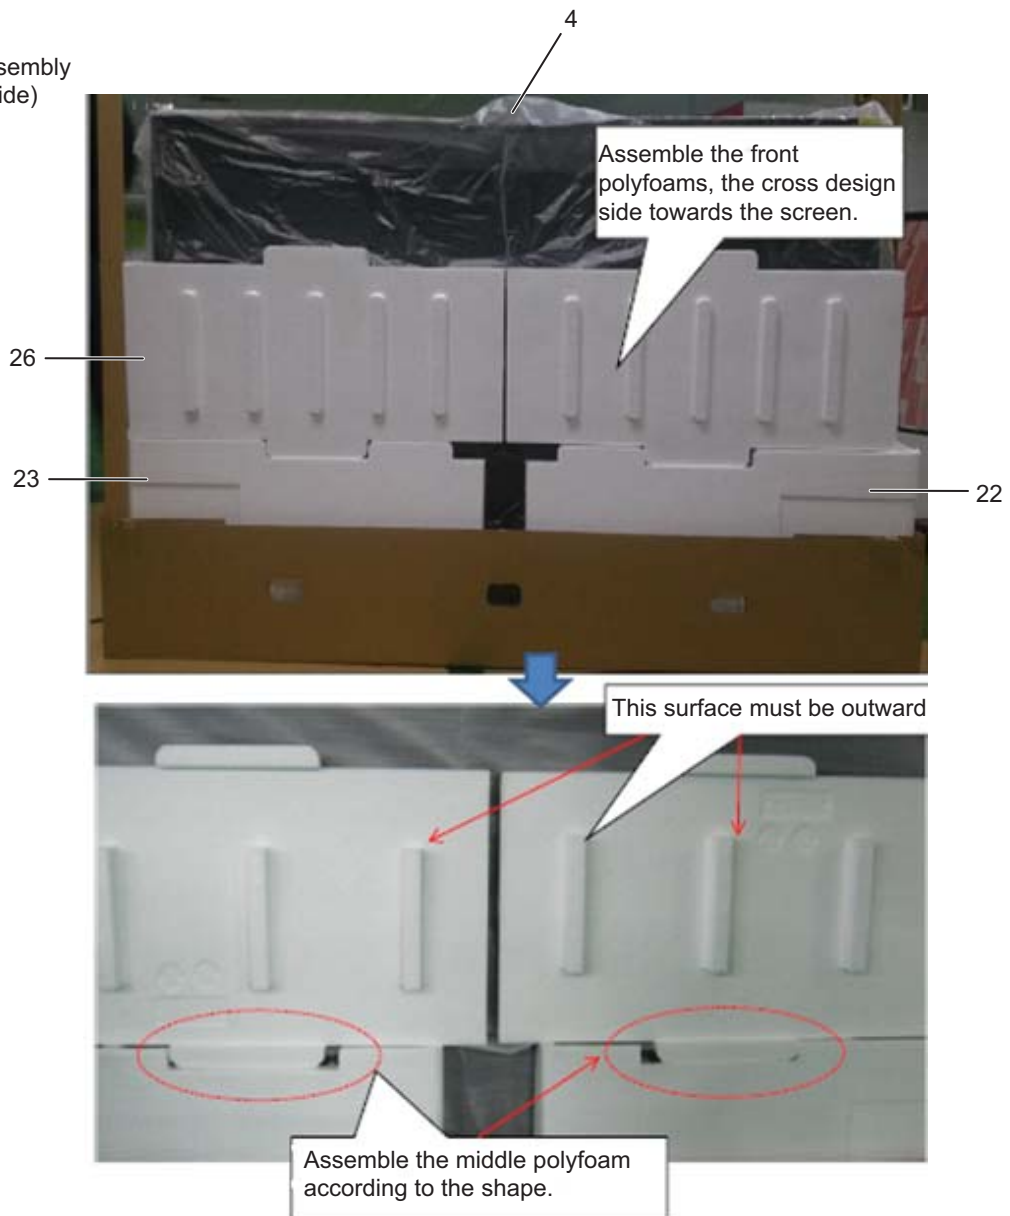 4
sembly
ide)
Assemble the front
polyfoams, the cross design
side towards the screen.
26
23
22
This surface must be outward
Assemble the middle polyfoam
according to the shape.